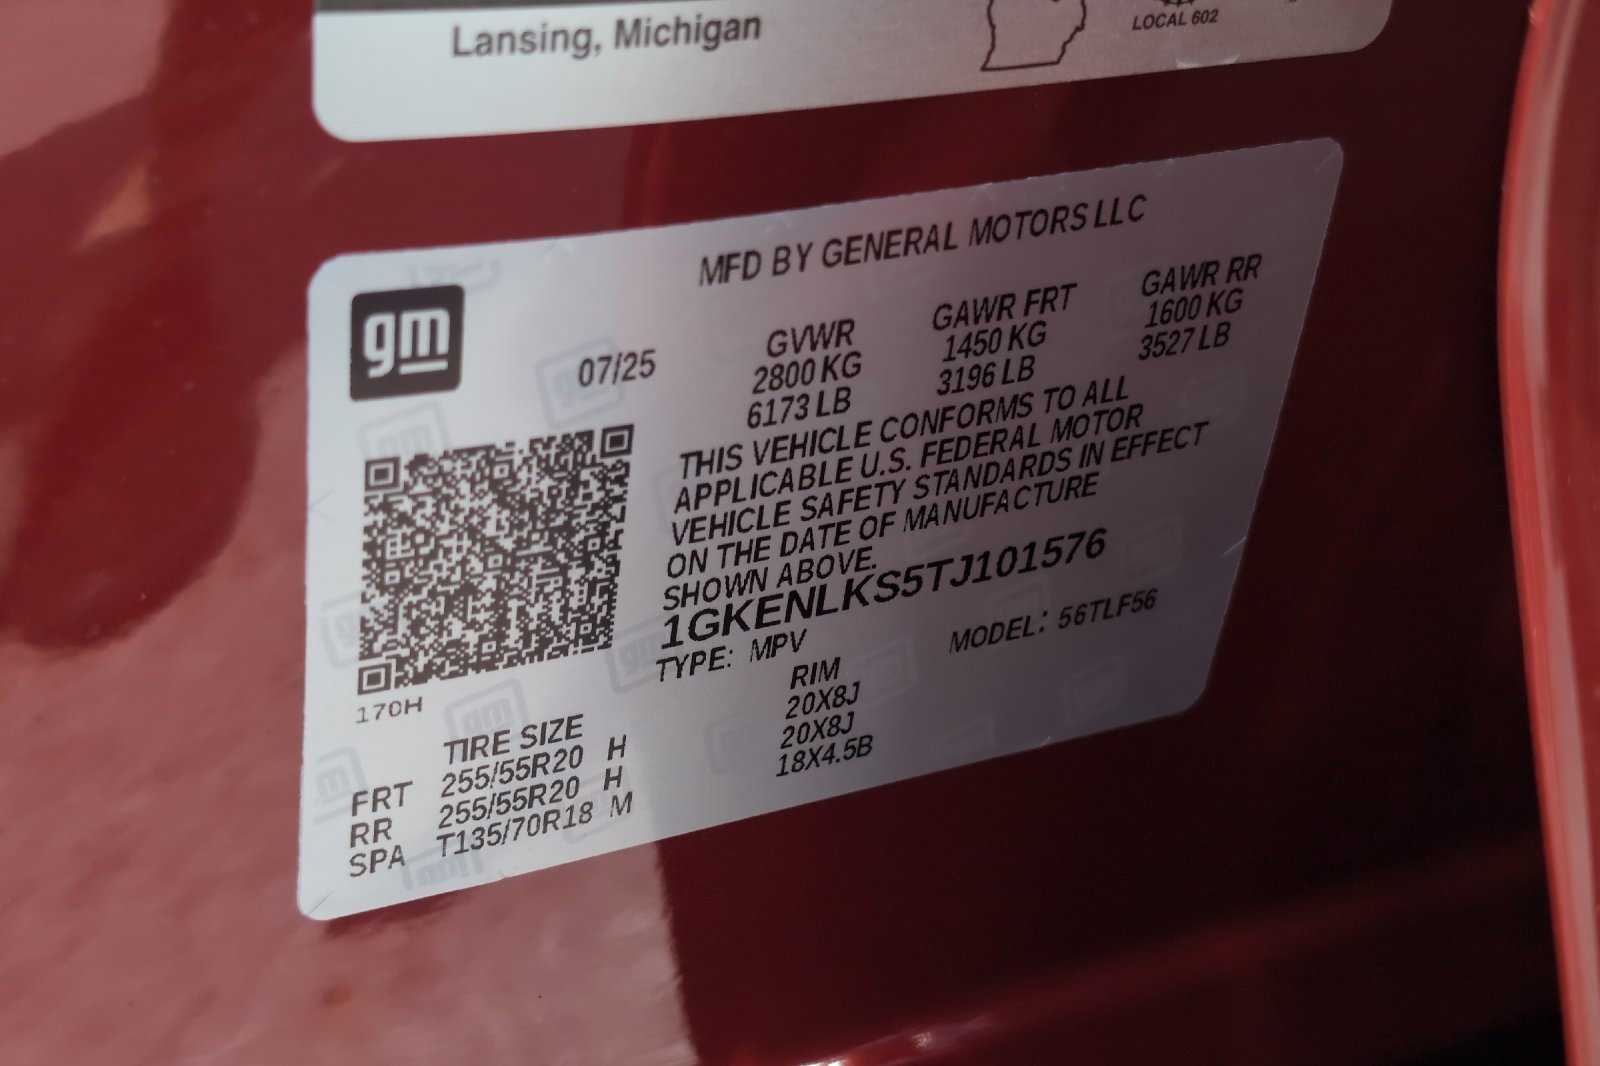 Lansing, Michigan
LOCAL 602
gm
MFD BY GENERAL MOTORS LLC
07/25
GVWR GAWR FRT GAWR RR
2800 KG 1450 KG 1600 KG
6173 LB 3196 LB 3527 LB
THIS VEHICLE CONFORMS TO ALL
APPLICABLE U.S. FEDERAL MOTOR
VEHICLE SAFETY STANDARDS IN EFFECT
ON THE DATE OF MANUFACTURE
SHOWN ABOVE.
1GKENLKS5TJ101576
TYPE: MPV MODEL: 56TLF56
170H
TIRE SIZE RIM
FRT 255/55R20 H 20X8J
RR 255/55R20 H 20X8J
SPA T135/70R18 M 18X4.5B